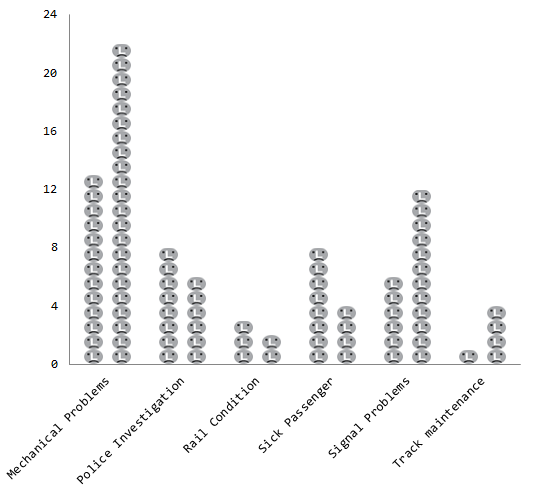 24
20
16
12
8
4
0
Mechanical Problems
Police Investigation
Rail Condition
Sick Passenger
Signal Problems
Track maintenance